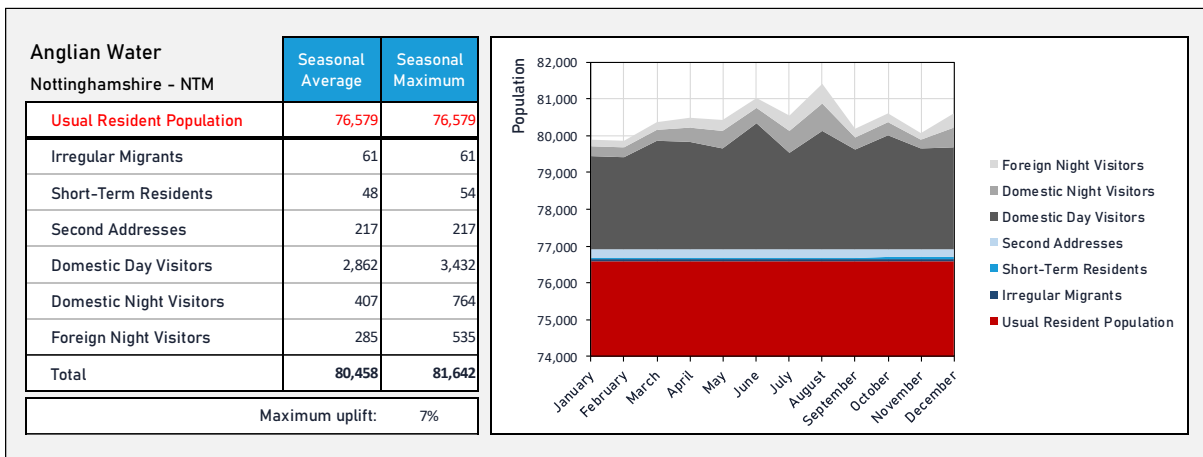 Anglian Water
Nottinghamshire - NTM
Seasonal Average Seasonal Maximum
Usual Resident Population 76,579 76,579
Irregular Migrants 61 61
Short-Term Residents 48 54
Second Addresses 217 217
Domestic Day Visitors 2,862 3,432
Domestic Night Visitors 407 764
Foreign Night Visitors 285 535
Total 80,458 81,642
Maximum uplift: 7%
Population
82,000
81,000
80,000
79,000
78,000
77,000
76,000
75,000
74,000
January
February
March
April
May
June
July
August
September
October
November
December
Foreign Night Visitors
Domestic Night Visitors
Domestic Day Visitors
Second Addresses
Short-Term Residents
Irregular Migrants
Usual Resident Population